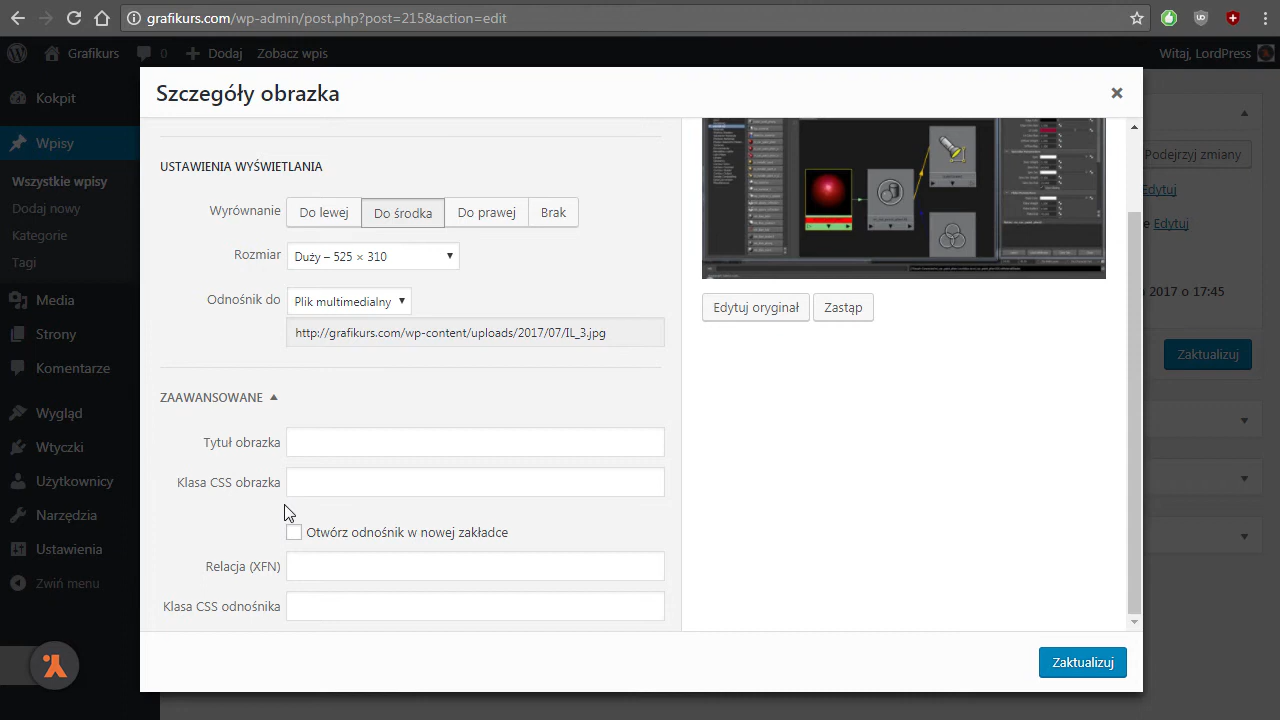 grafikurs.com/wp-admin/post.php?post=215&action=edit
Grafikurs
0
Dodaj
Zobacz wpis
Witaj, LordPress
Kokpit
Wpisy
Wszystkie wpisy
Dodaj nowy
Kategorie
Tagi
Media
Strony
Komentarze
Wygląd
Wtyczki
Użytkownicy
Narzędzia
Ustawienia
Zwiń menu
Szczegóły obrazka
USTAWIENIA WYŚWIETLANIA
Wyrównanie
Do lewej
Do środka
Do prawej
Brak
Rozmiar
Duży – 525 × 310
Odnośnik do
Plik multimedialny
http://grafikurs.com/wp-content/uploads/2017/07/IL_3.jpg
ZAAWANSOWANE
Tytuł obrazka
Klasa CSS obrazka
Otwórz odnośnik w nowej zakładce
Relacja (XFN)
Klasa CSS odnośnika
Edytuj oryginał
Zastąp
Zaktualizuj
zmiany
Edytuj
Edytuj
2017 o 17:45
Zaktualizuj